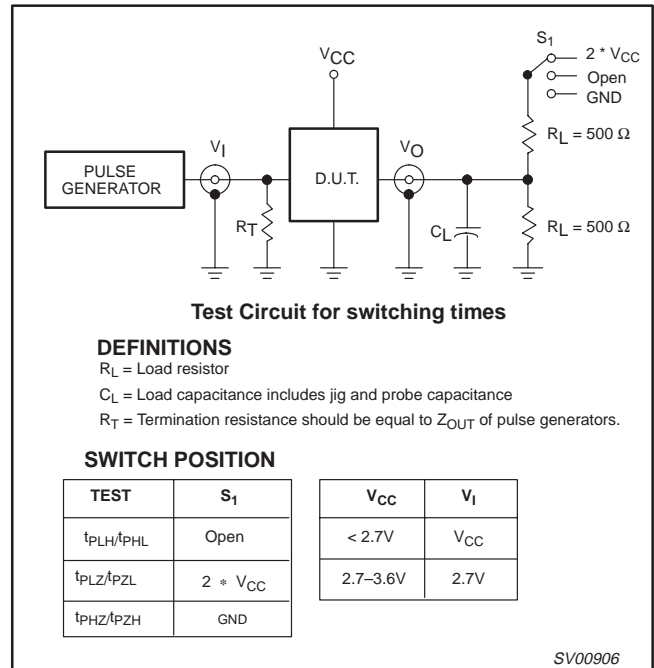 S1
2 * VCC
Open
GND
VCC
RL = 500 Ω
VI
VO
PULSE
GENERATOR
D.U.T.
RT
CL
RL = 500 Ω
Test Circuit for switching times
DEFINITIONS
RL = Load resistor
CL = Load capacitance includes jig and probe capacitance
RT = Termination resistance should be equal to ZOUT of pulse generators.
SWITCH POSITION
TEST S1
tPLH/tPHL Open
tPLZ/tPZL 2 * VCC
tPHZ/tPZH GND
VCC VI
< 2.7V VCC
2.7–3.6V 2.7V
SV00906